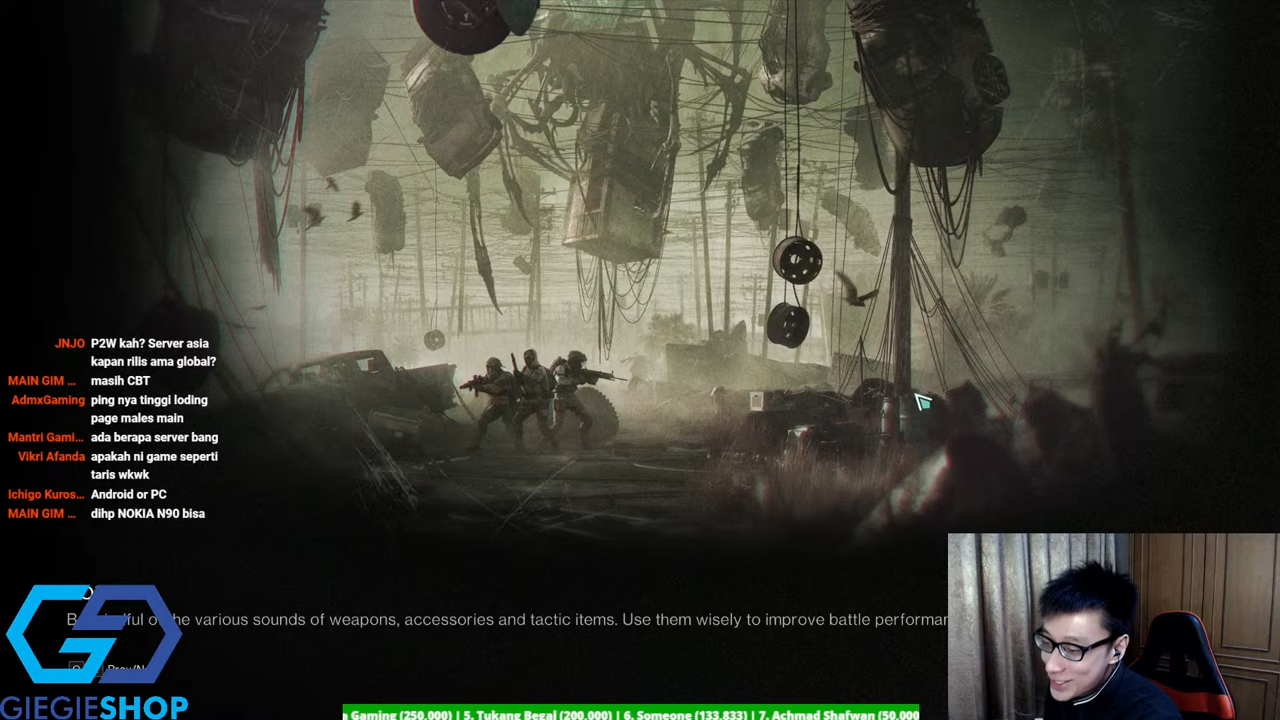 JNJO P2W kah? Server asia
kapan rilis ama global?
MAIN GIM ... masih CBT
AdmxGaming ping nya tinggi loding
page males main
Mantri Gami... ada berapa server bang
Vikri Afanda apakah ni game seperti
taris wkwk
Ichigo Kuros... Android or PC
MAIN GIM ... dihp NOKIA N90 bisa
the various sounds of weapons, accessories and tactic items. Use them wisely to improve battle
GIEGIESHOP
Gaming (250,000) | 5. Tukang Begal (200,000) | 6. Someone (133,833) | 7. Achmad Shafwan (50,000